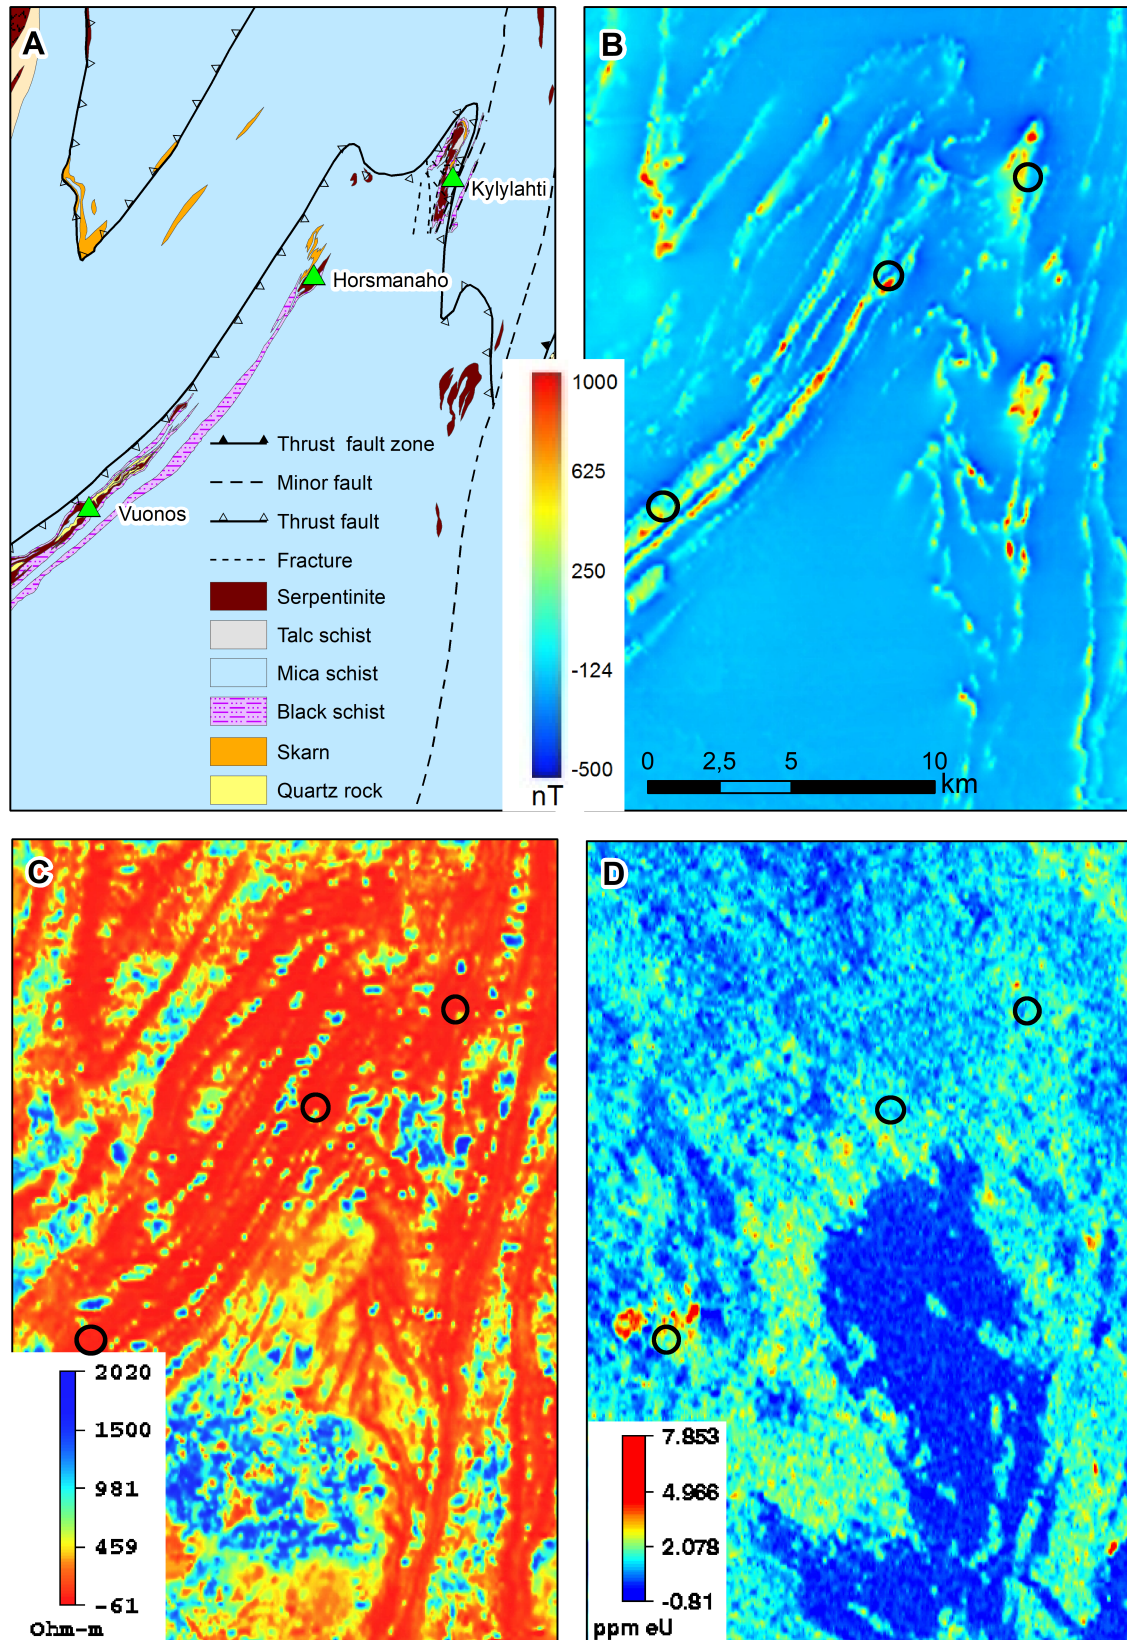 A
Kylylahti
Horsmanaho
Vuonos
Thrust fault zone
Minor fault
Thrust fault
Fracture
Serpentinite
Talc schist
Mica schist
Black schist
Skarn
Quartz rock
1000
625
250
-124
-500
nT
B
0 2,5 5 10
km
C
2020
1500
981
459
-61
Ohm-m
D
7.853
4.966
2.078
-0.81
ppm eU